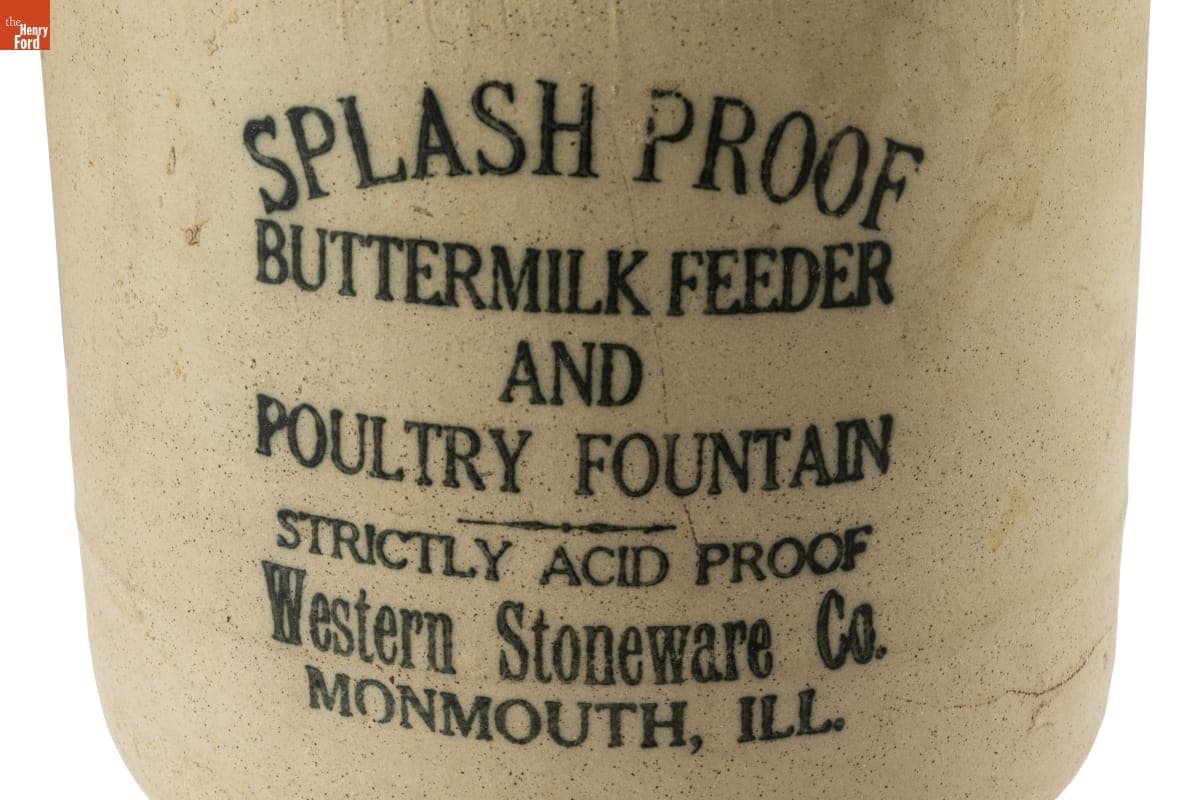 the
Henry
Ford
SPLASH PROOF
BUTTERMILK FEEDER
AND
POULTRY FOUNTAIN
STRICTLY ACID PROOF
Western Stoneware Co.
MONMOUTH, ILL.